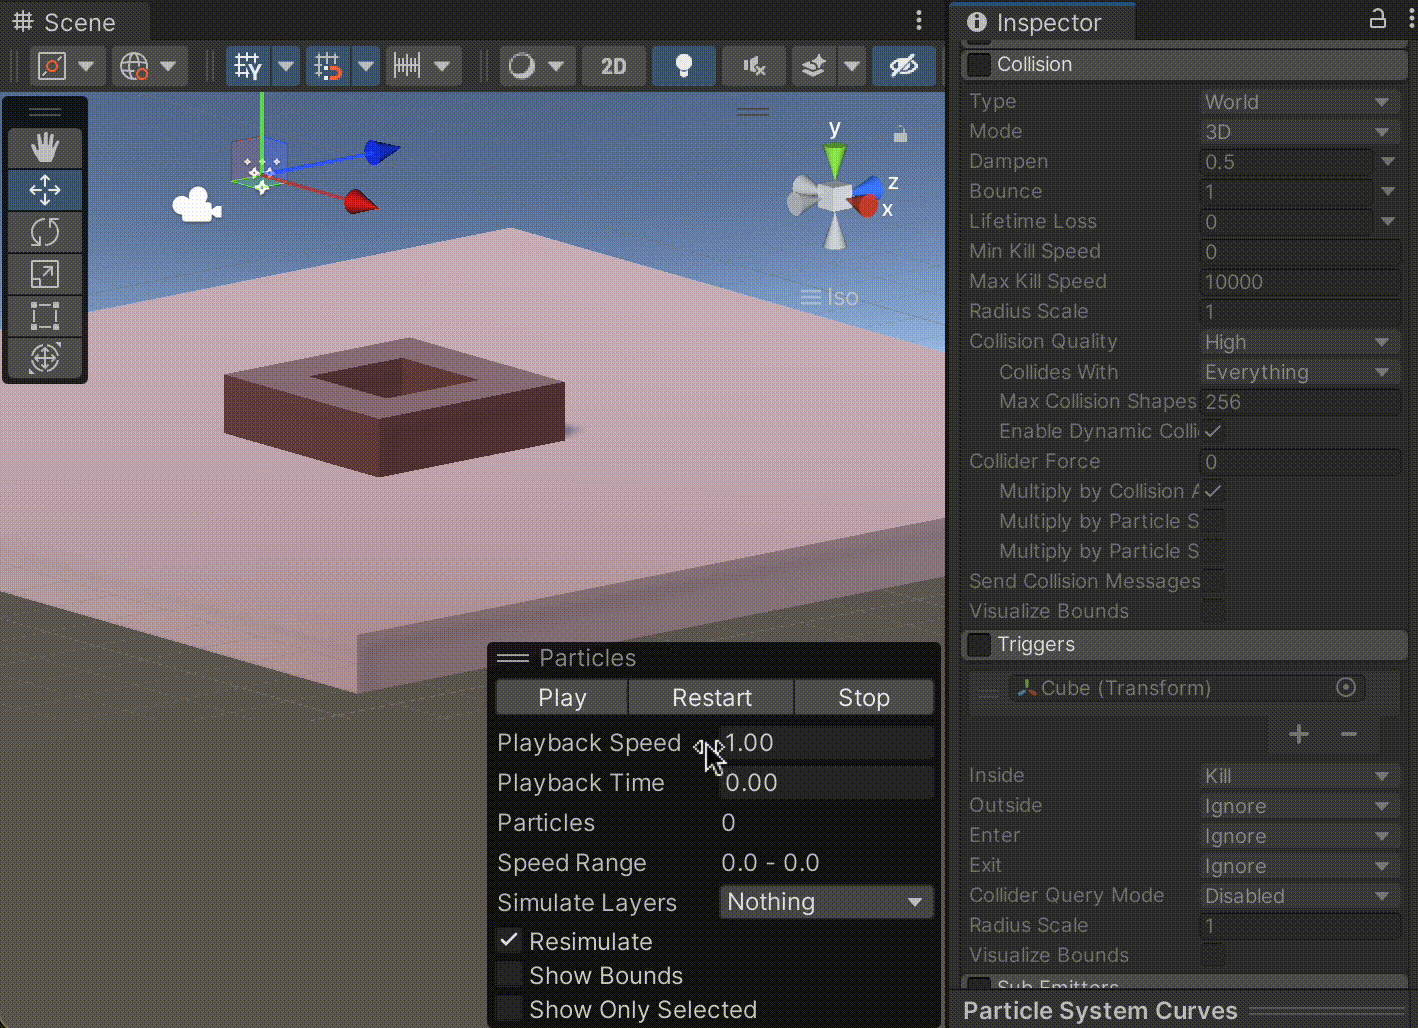 Scene
2D
y
z
x
Iso
Particles
Play Restart Stop
Playback Speed 1.00
Playback Time 0.00
Particles 0
Speed Range 0.0 - 0.0
Simulate Layers Nothing
Resimulate
Show Bounds
Show Only Selected
Inspector
Collision
Type World
Mode 3D
Dampen 0.5
Bounce 1
Lifetime Loss 0
Min Kill Speed 0
Max Kill Speed 10000
Radius Scale 1
Collision Quality High
Collides With Everything
Max Collision Shapes 256
Enable Dynamic Colli
Collider Force 0
Multiply by Collision A
Multiply by Particle S
Multiply by Particle S
Send Collision Messages
Visualize Bounds
Triggers
Cube (Transform)
Inside Kill
Outside Ignore
Enter Ignore
Exit Ignore
Collider Query Mode Disabled
Radius Scale 1
Visualize Bounds
Sub Emitters
Particle System Curves